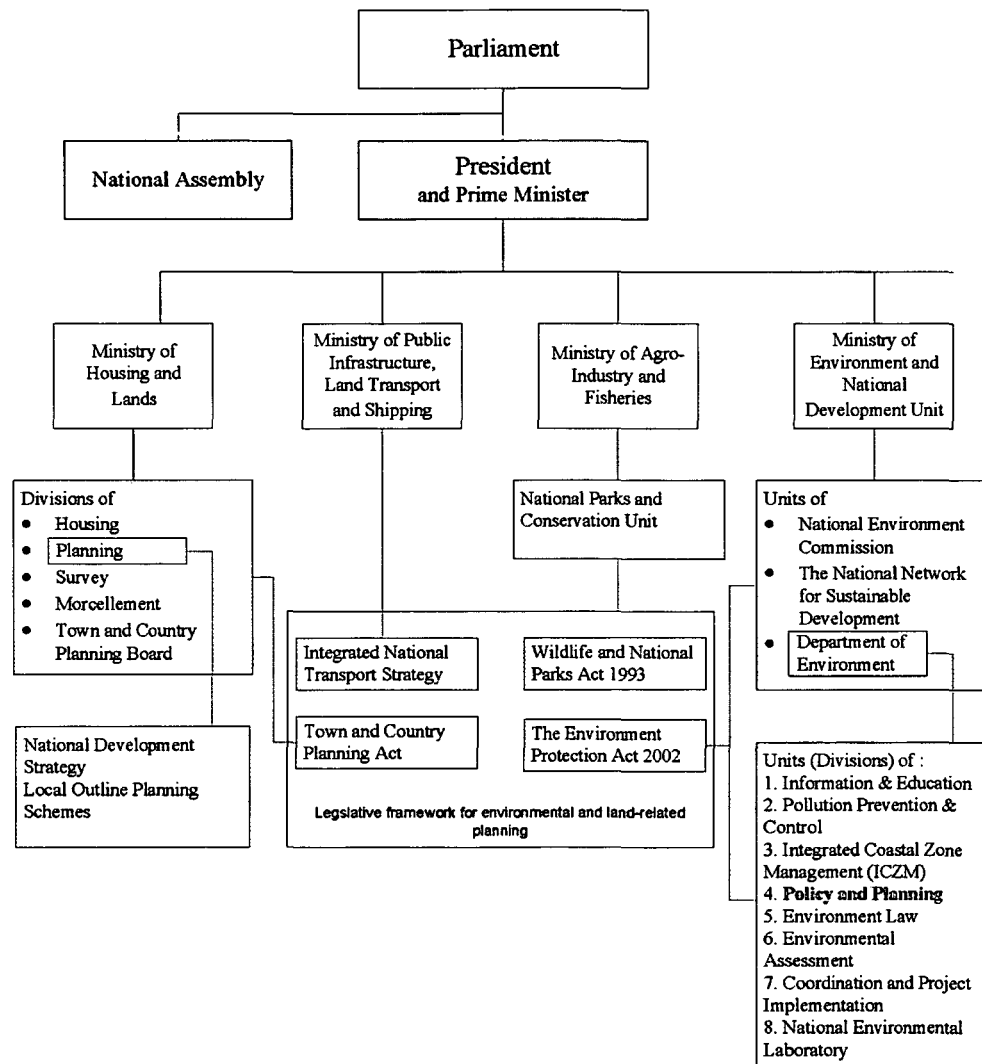 Parliament
National Assembly
President
and Prime Minister
Ministry of
Housing and
Lands
Ministry of Public
Infrastructure,
Land Transport
and Shipping
Ministry of Agro-
Industry and
Fisheries
Ministry of
Environment and
National
Development Unit
Divisions of
● Housing
● Planning
● Survey
● Morcellement
● Town and Country
Planning Board
National Parks and
Conservation Unit
Units of
● National Environment
Commission
● The National Network
for Sustainable
Development
● Department of
Environment
Integrated National
Transport Strategy
Wildlife and National
Parks Act 1993
Town and Country
Planning Act
The Environment
Protection Act 2002
Legislative framework for environmental and land-related
planning
National Development
Strategy
Local Outline Planning
Schemes
Units (Divisions) of :
1. Information & Education
2. Pollution Prevention &
Control
3. Integrated Coastal Zone
Management (ICZM)
4. Policy and Planning
5. Environment Law
6. Environmental
Assessment
7. Coordination and Project
Implementation
8. National Environmental
Laboratory